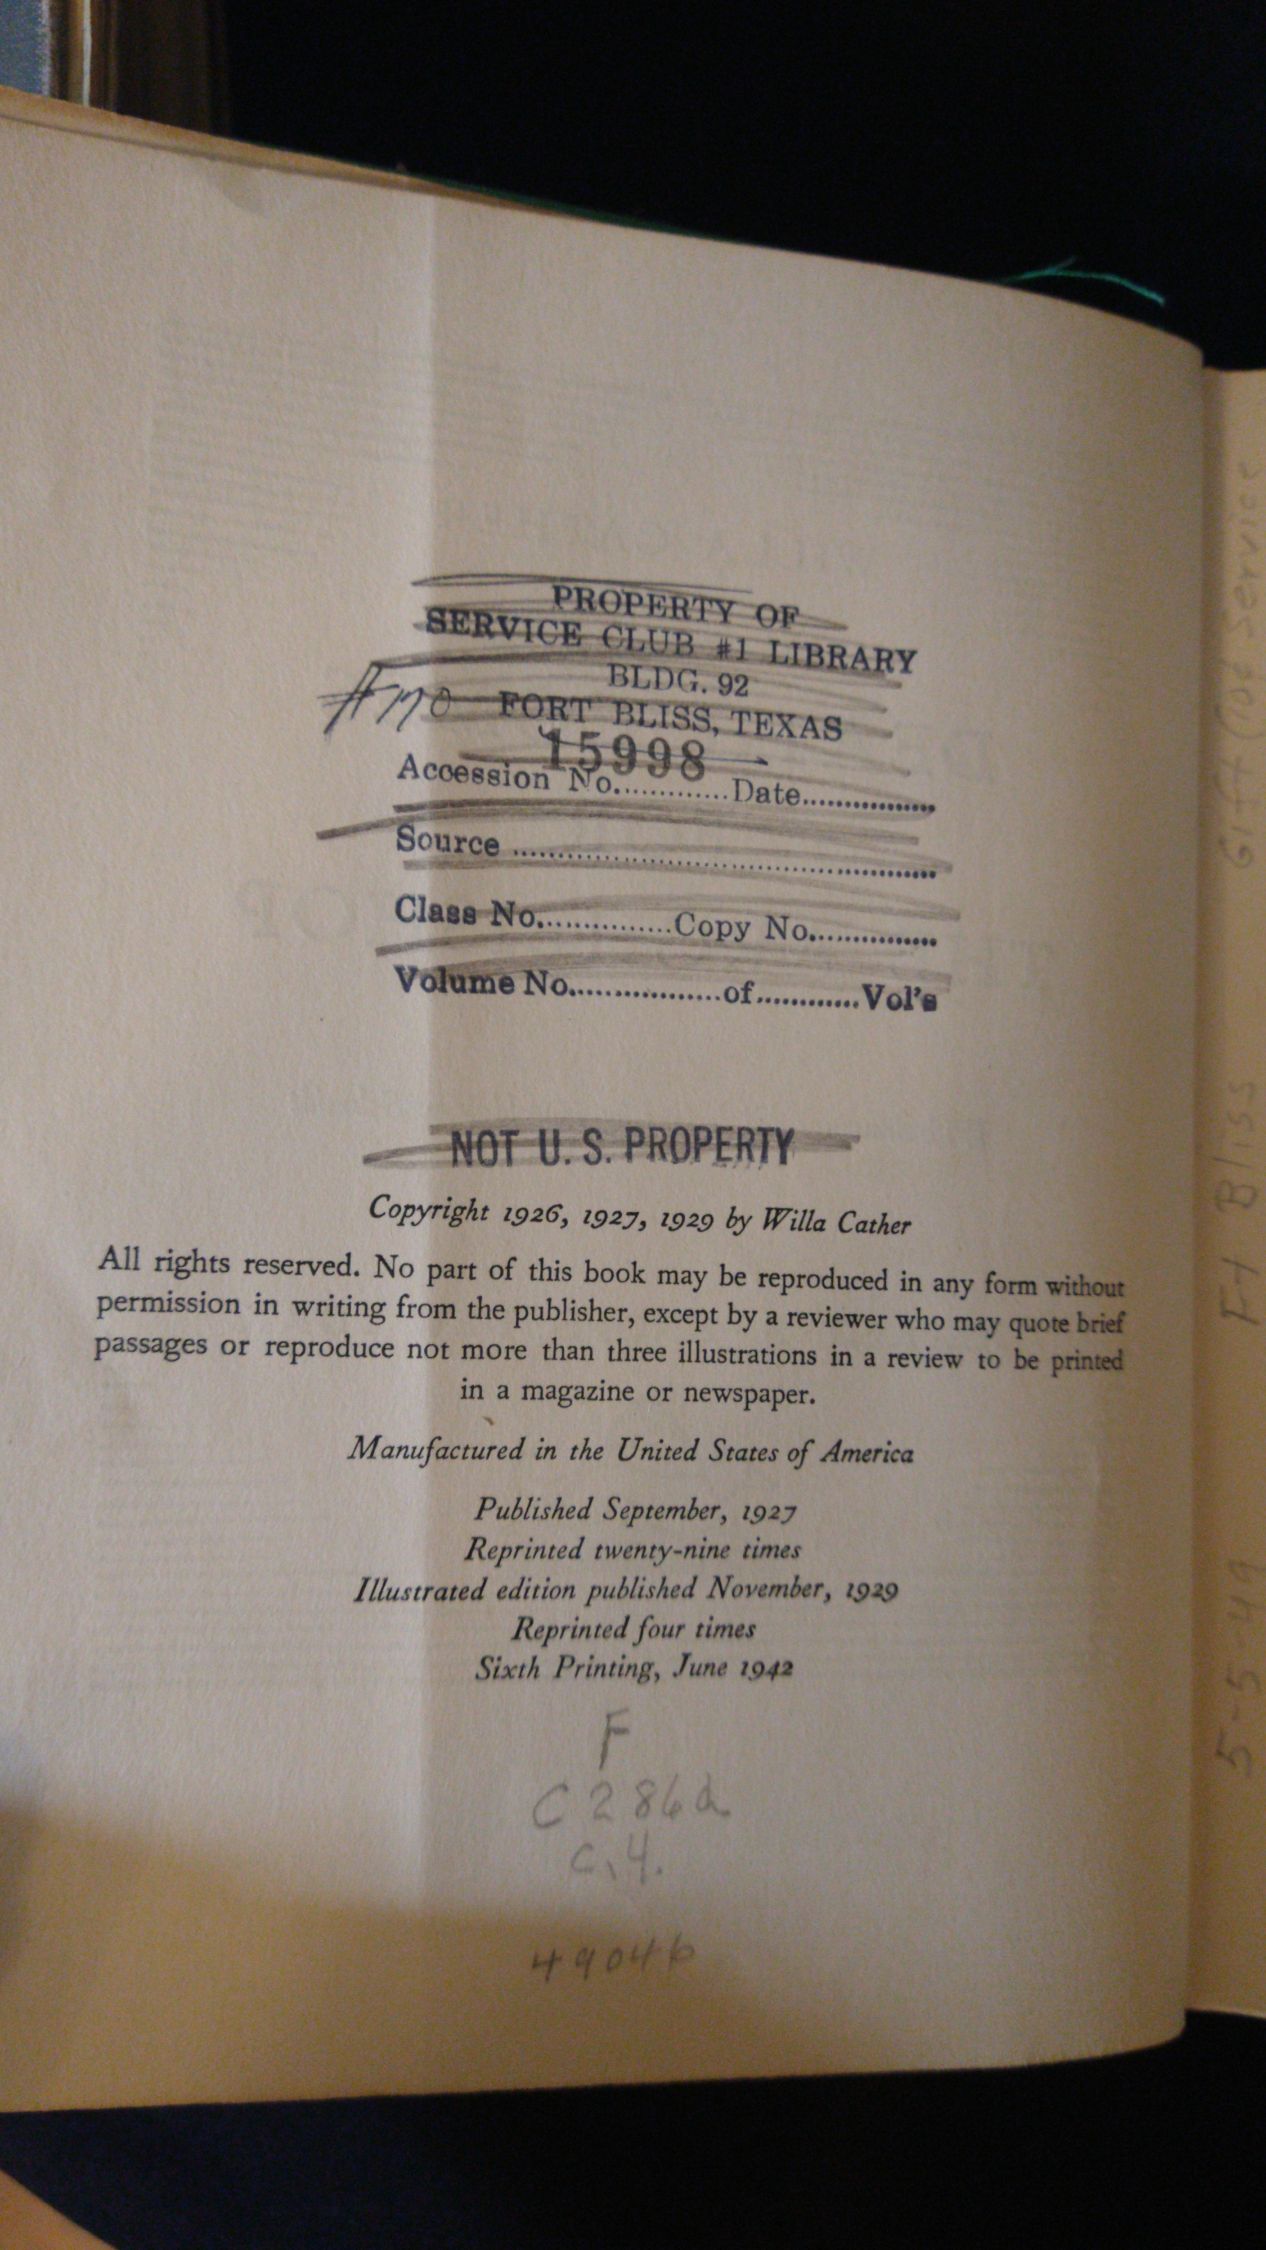 PROPERTY OF
SERVICE CLUB #1 LIBRARY
BLDG. 92
FORT BLISS, TEXAS
15998
Accession No.............Date................
Source ......................................................
Class No................Copy No...............
Volume No..................of............Vol's
NOT U. S. PROPERTY
Copyright 1926, 1927, 1929 by Willa Cather
All rights reserved. No part of this book may be reproduced in any form without
permission in writing from the publisher, except by a reviewer who may quote brief
passages or reproduce not more than three illustrations in a review to be printed
in a magazine or newspaper.
Manufactured in the United States of America
Published September, 1927
Reprinted twenty-nine times
Illustrated edition published November, 1929
Reprinted four times
Sixth Printing, June 1942
F
C286d
c.4.
49046
Ft Bliss
5-5-49